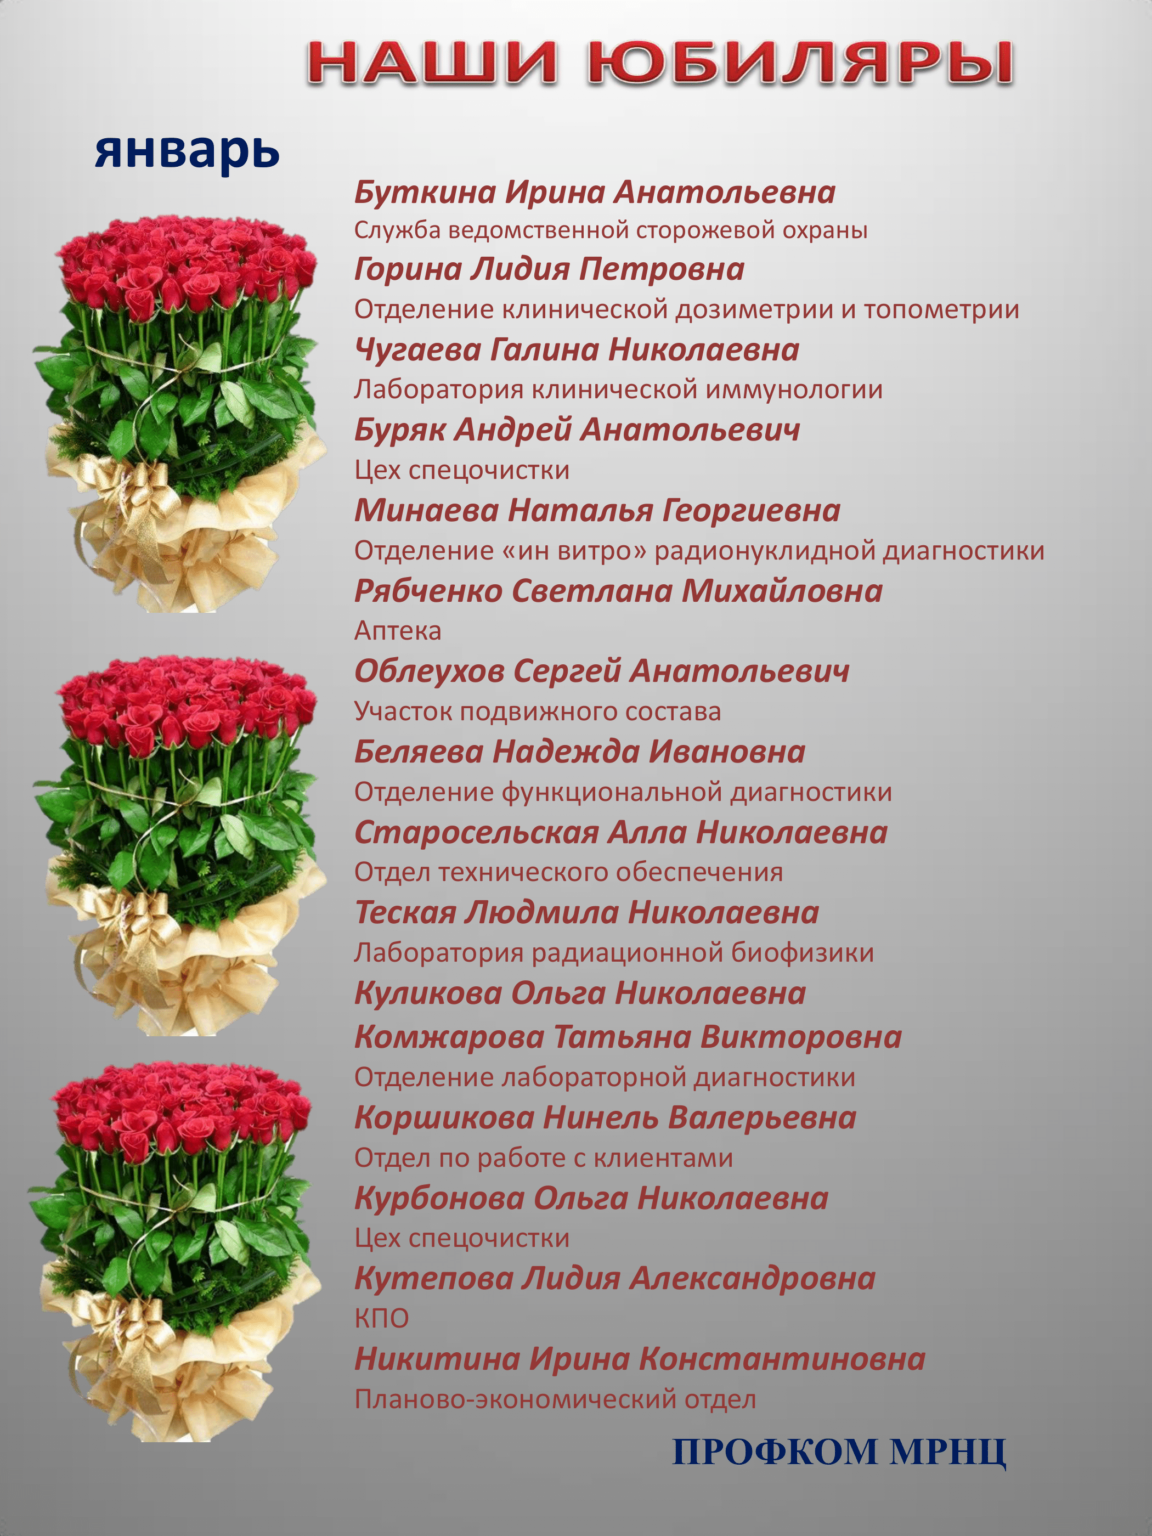 НАШИ ЮБИЛЯРЫ
январь
Буткина Ирина Анатольевна
Служба ведомственной сторожевой охраны
Горина Лидия Петровна
Отделение клинической дозиметрии и топометрии
Чугаева Галина Николаевна
Лаборатория клинической иммунологии
Буряк Андрей Анатольевич
Цех спецочистки
Минаева Наталья Георгиевна
Отделение «ин витро» радионуклидной диагностики
Рябченко Светлана Михайловна
Аптека
Облеухов Сергей Анатольевич
Участок подвижного состава
Беляева Надежда Ивановна
Отделение функциональной диагностики
Старосельская Алла Николаевна
Отдел технического обеспечения
Теская Людмила Николаевна
Лаборатория радиационной биофизики
Куликова Ольга Николаевна
Комжарова Татьяна Викторовна
Отделение лабораторной диагностики
Коршикова Нинель Валерьевна
Отдел по работе с клиентами
Курбонова Ольга Николаевна
Цех спецочистки
Кутепова Лидия Александровна
КПО
Никитина Ирина Константиновна
Планово-экономический отдел
ПРОФКОМ МРНЦ